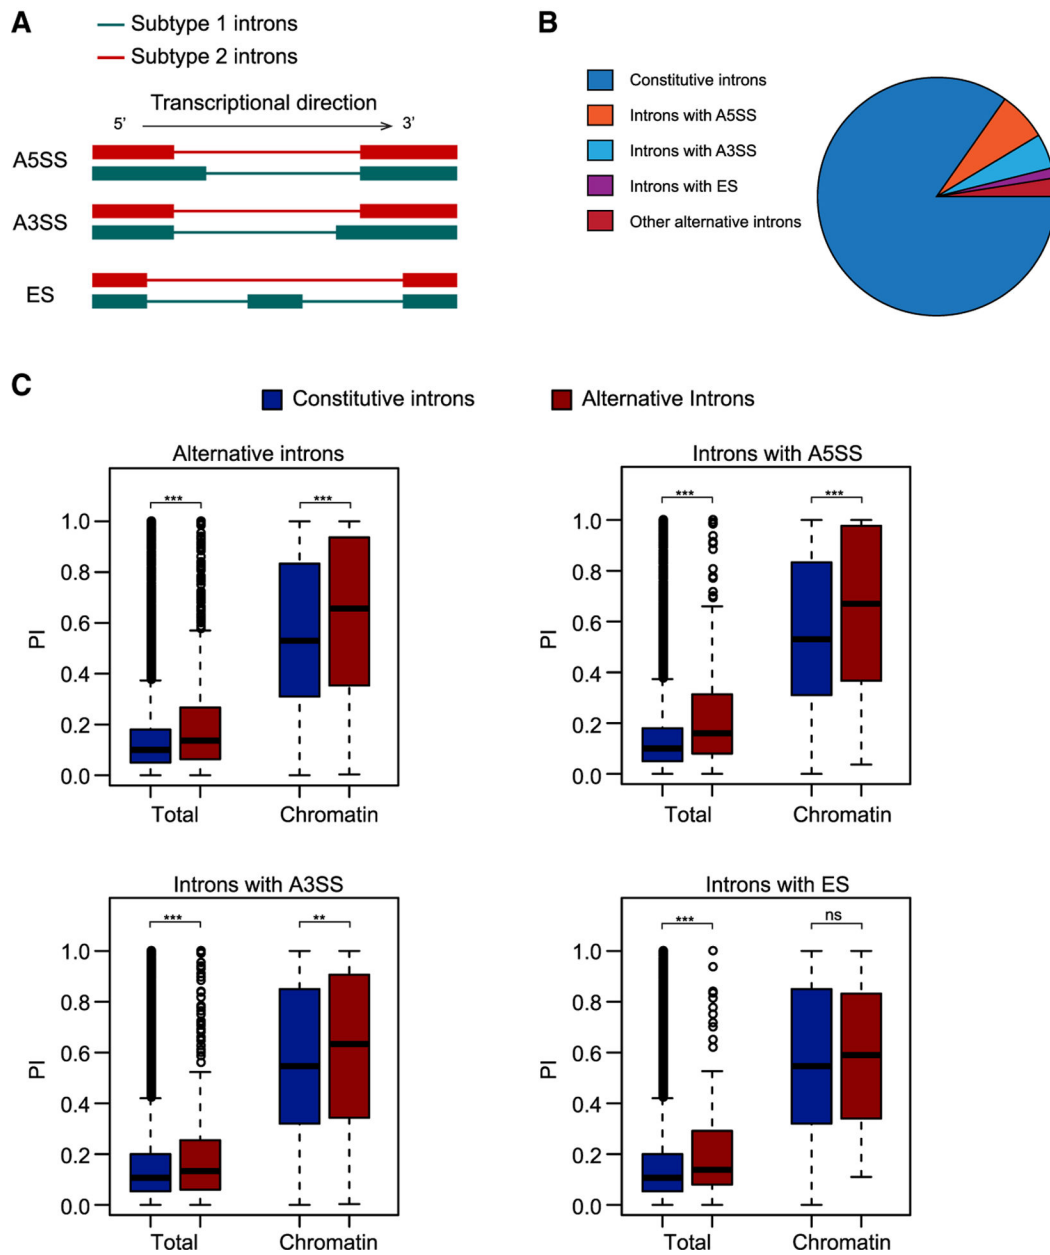 A
Subtype 1 introns
Subtype 2 introns
Transcriptional direction
5’ 3’
A5SS
A3SS
ES
B
Constitutive introns
Introns with A5SS
Introns with A3SS
Introns with ES
Other alternative introns
C
Constitutive introns Alternative Introns
Alternative introns
*** ***
PI
1.0
0.8
0.6
0.4
0.2
0.0
Total Chromatin
Introns with A5SS
*** ***
PI
1.0
0.8
0.6
0.4
0.2
0.0
Total Chromatin
Introns with A3SS
*** **
PI
1.0
0.8
0.6
0.4
0.2
0.0
Total Chromatin
Introns with ES
*** ns
PI
1.0
0.8
0.6
0.4
0.2
0.0
Total Chromatin